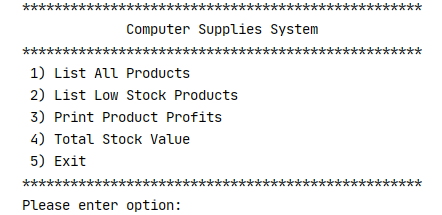 **************************************************
Computer Supplies System
**************************************************
1) List All Products
2) List Low Stock Products
3) Print Product Profits
4) Total Stock Value
5) Exit
**************************************************
Please enter option: